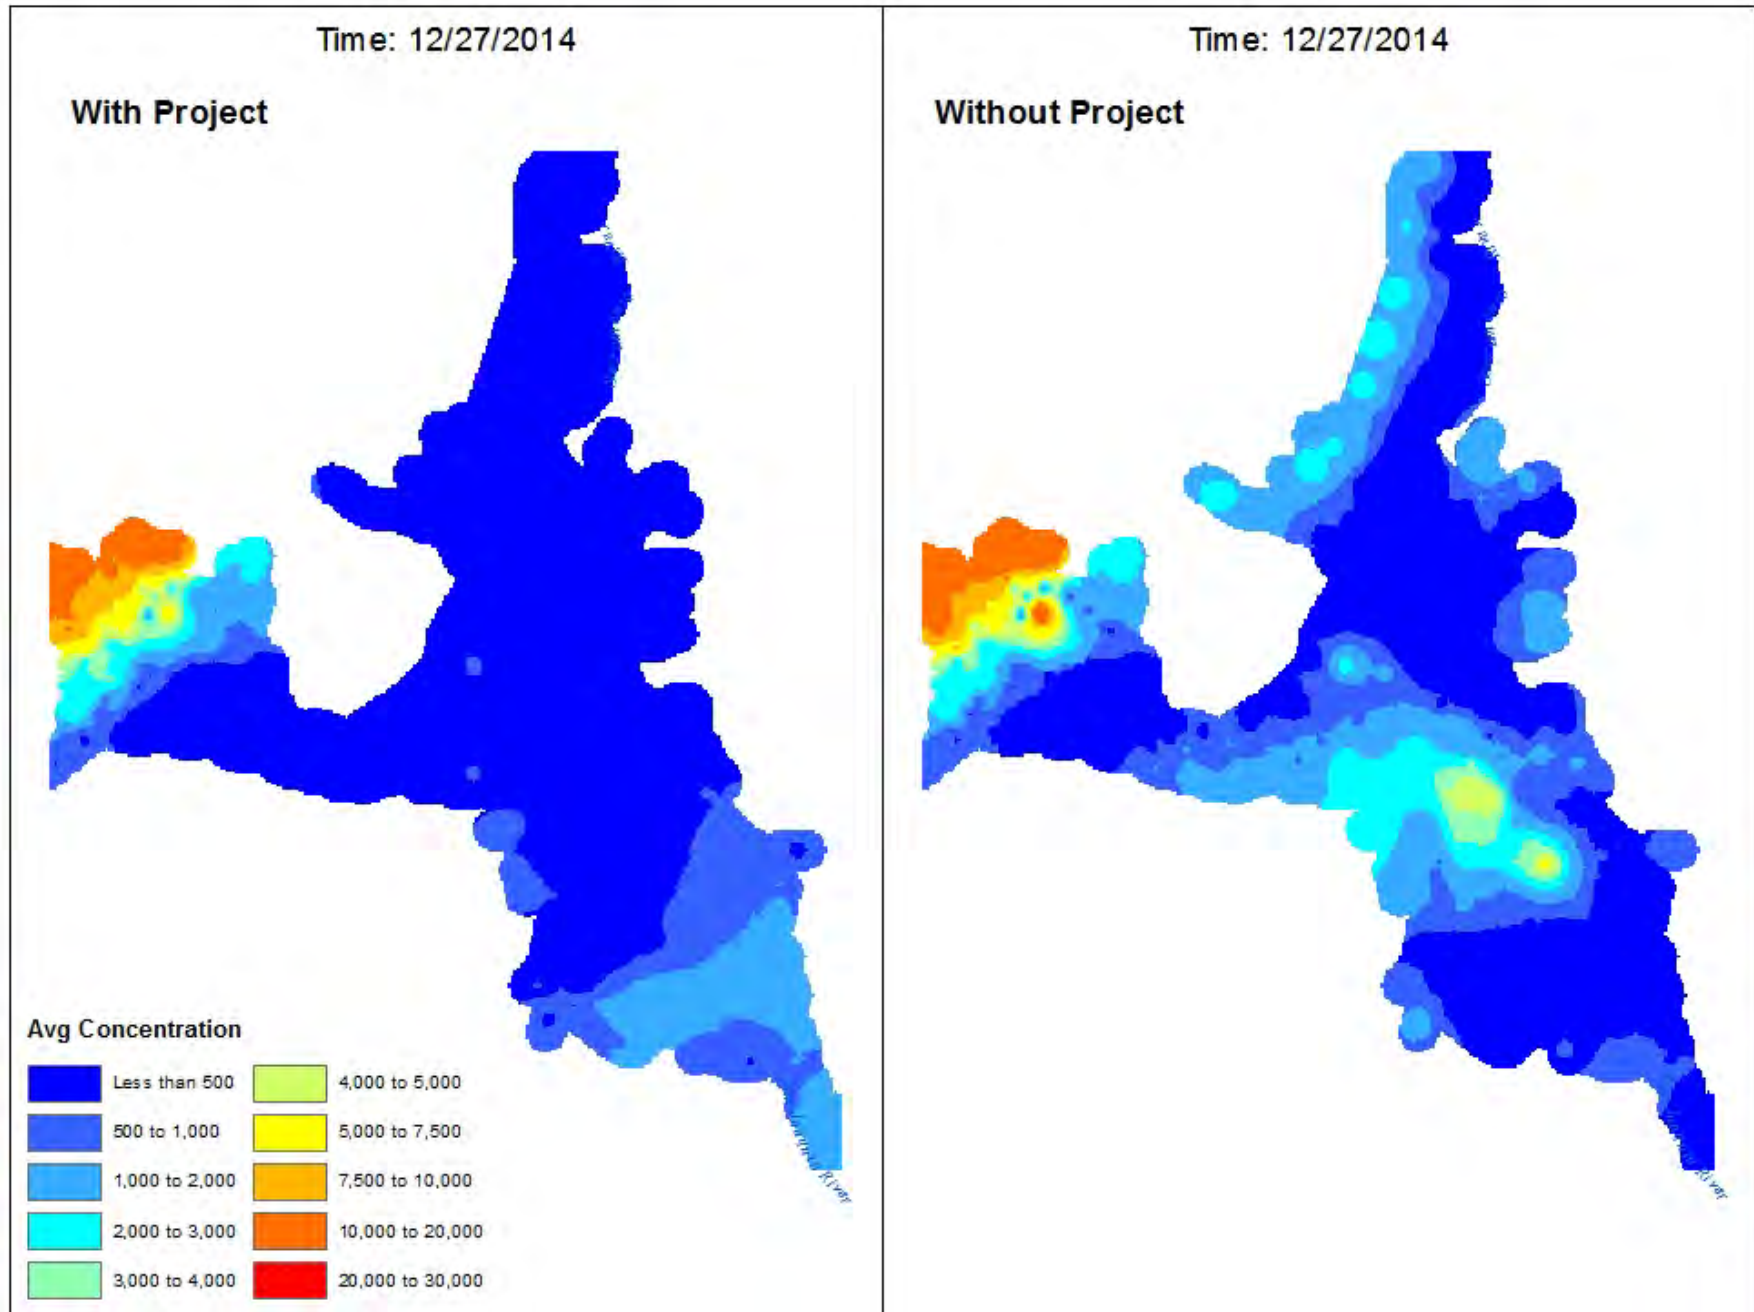 Time: 12/27/2014
With Project
Time: 12/27/2014
Without Project
Avg Concentration
Less than 500
500 to 1,000
1,000 to 2,000
2,000 to 3,000
3,000 to 4,000
4,000 to 5,000
5,000 to 7,500
7,500 to 10,000
10,000 to 20,000
20,000 to 30,000
River
River